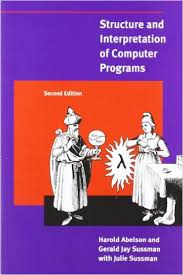 Structure and
Interpretation
of Computer
Programs
Second Edition
λ
Harold Abelson and
Gerald Jay Sussman
with Julie Sussman